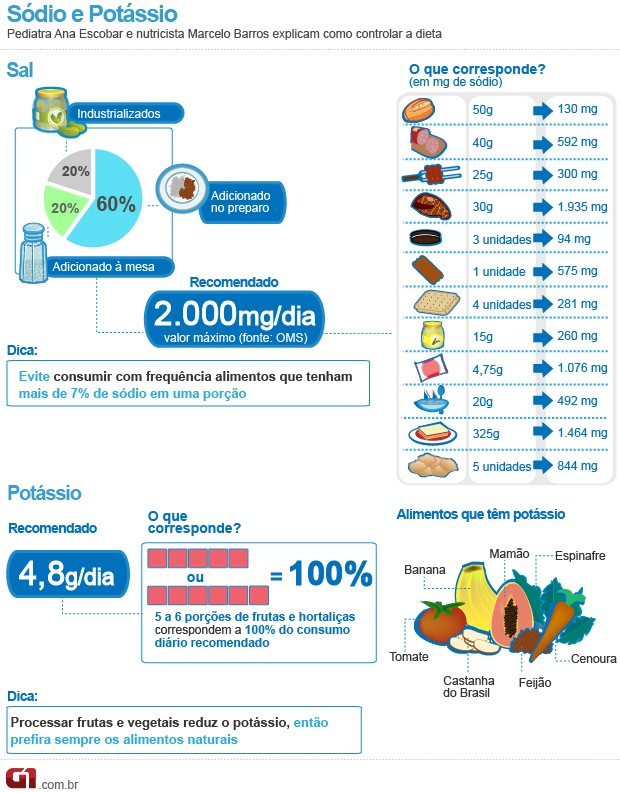 Sódio e Potássio
Pediatra Ana Escobar e nutricista Marcelo Barros explicam como controlar a dieta
Sal
Industrializados
20%
20%
60%
Adicionado
no preparo
Adicionado à mesa
Recomendado
2.000mg/dia
valor máximo (fonte: OMS)
Dica:
Evite consumir com frequência alimentos que tenham
mais de 7% de sódio em uma porção
O que corresponde?
(em mg de sódio)
50g 130 mg
40g 592 mg
25g 300 mg
30g 1.935 mg
3 unidades 94 mg
1 unidade 575 mg
4 unidades 281 mg
15g 260 mg
4,75g 1.076 mg
20g 492 mg
325g 1.464 mg
5 unidades 844 mg
Potássio
Recomendado
4,8g/dia
O que
corresponde?
ou
= 100%
5 a 6 porções de frutas e hortaliças
correspondem a 100% do consumo
diário recomendado
Alimentos que têm potássio
Mamão
Espinafre
Banana
Tomate
Cenoura
Castanha
do Brasil
Feijão
Dica:
Processar frutas e vegetais reduz o potássio, então
prefira sempre os alimentos naturais
G1.com.br